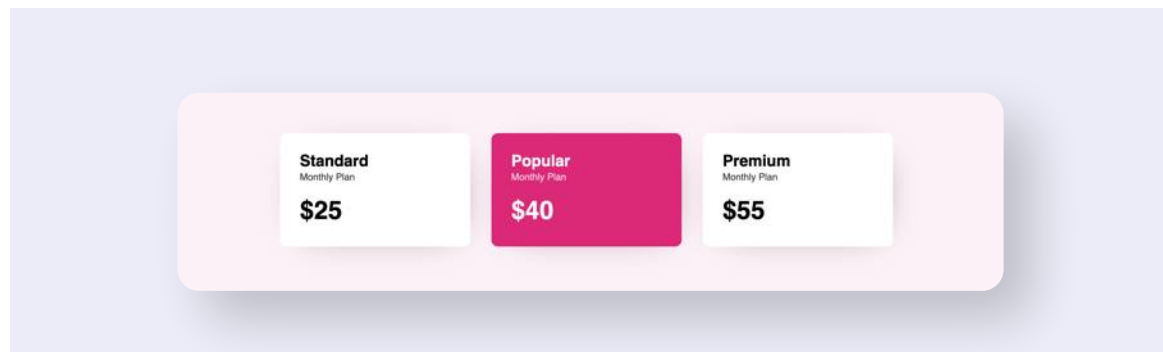 Standard
Monthly Plan
$25
Popular
Monthly Plan
$40
Premium
Monthly Plan
$55